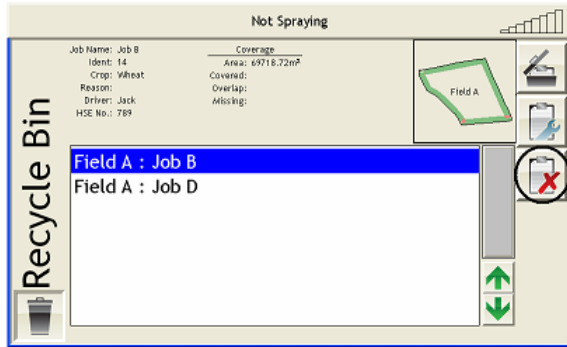 Not Spraying
Job Name: Job B
Ident: 14
Crop: Wheat
Reason:
Driver: Jack
HSE No.: 789
Coverage
Area: 69718.72m²
Covered:
Overlap:
Missing:
Field A
Recycle Bin
Field A : Job B
Field A : Job D